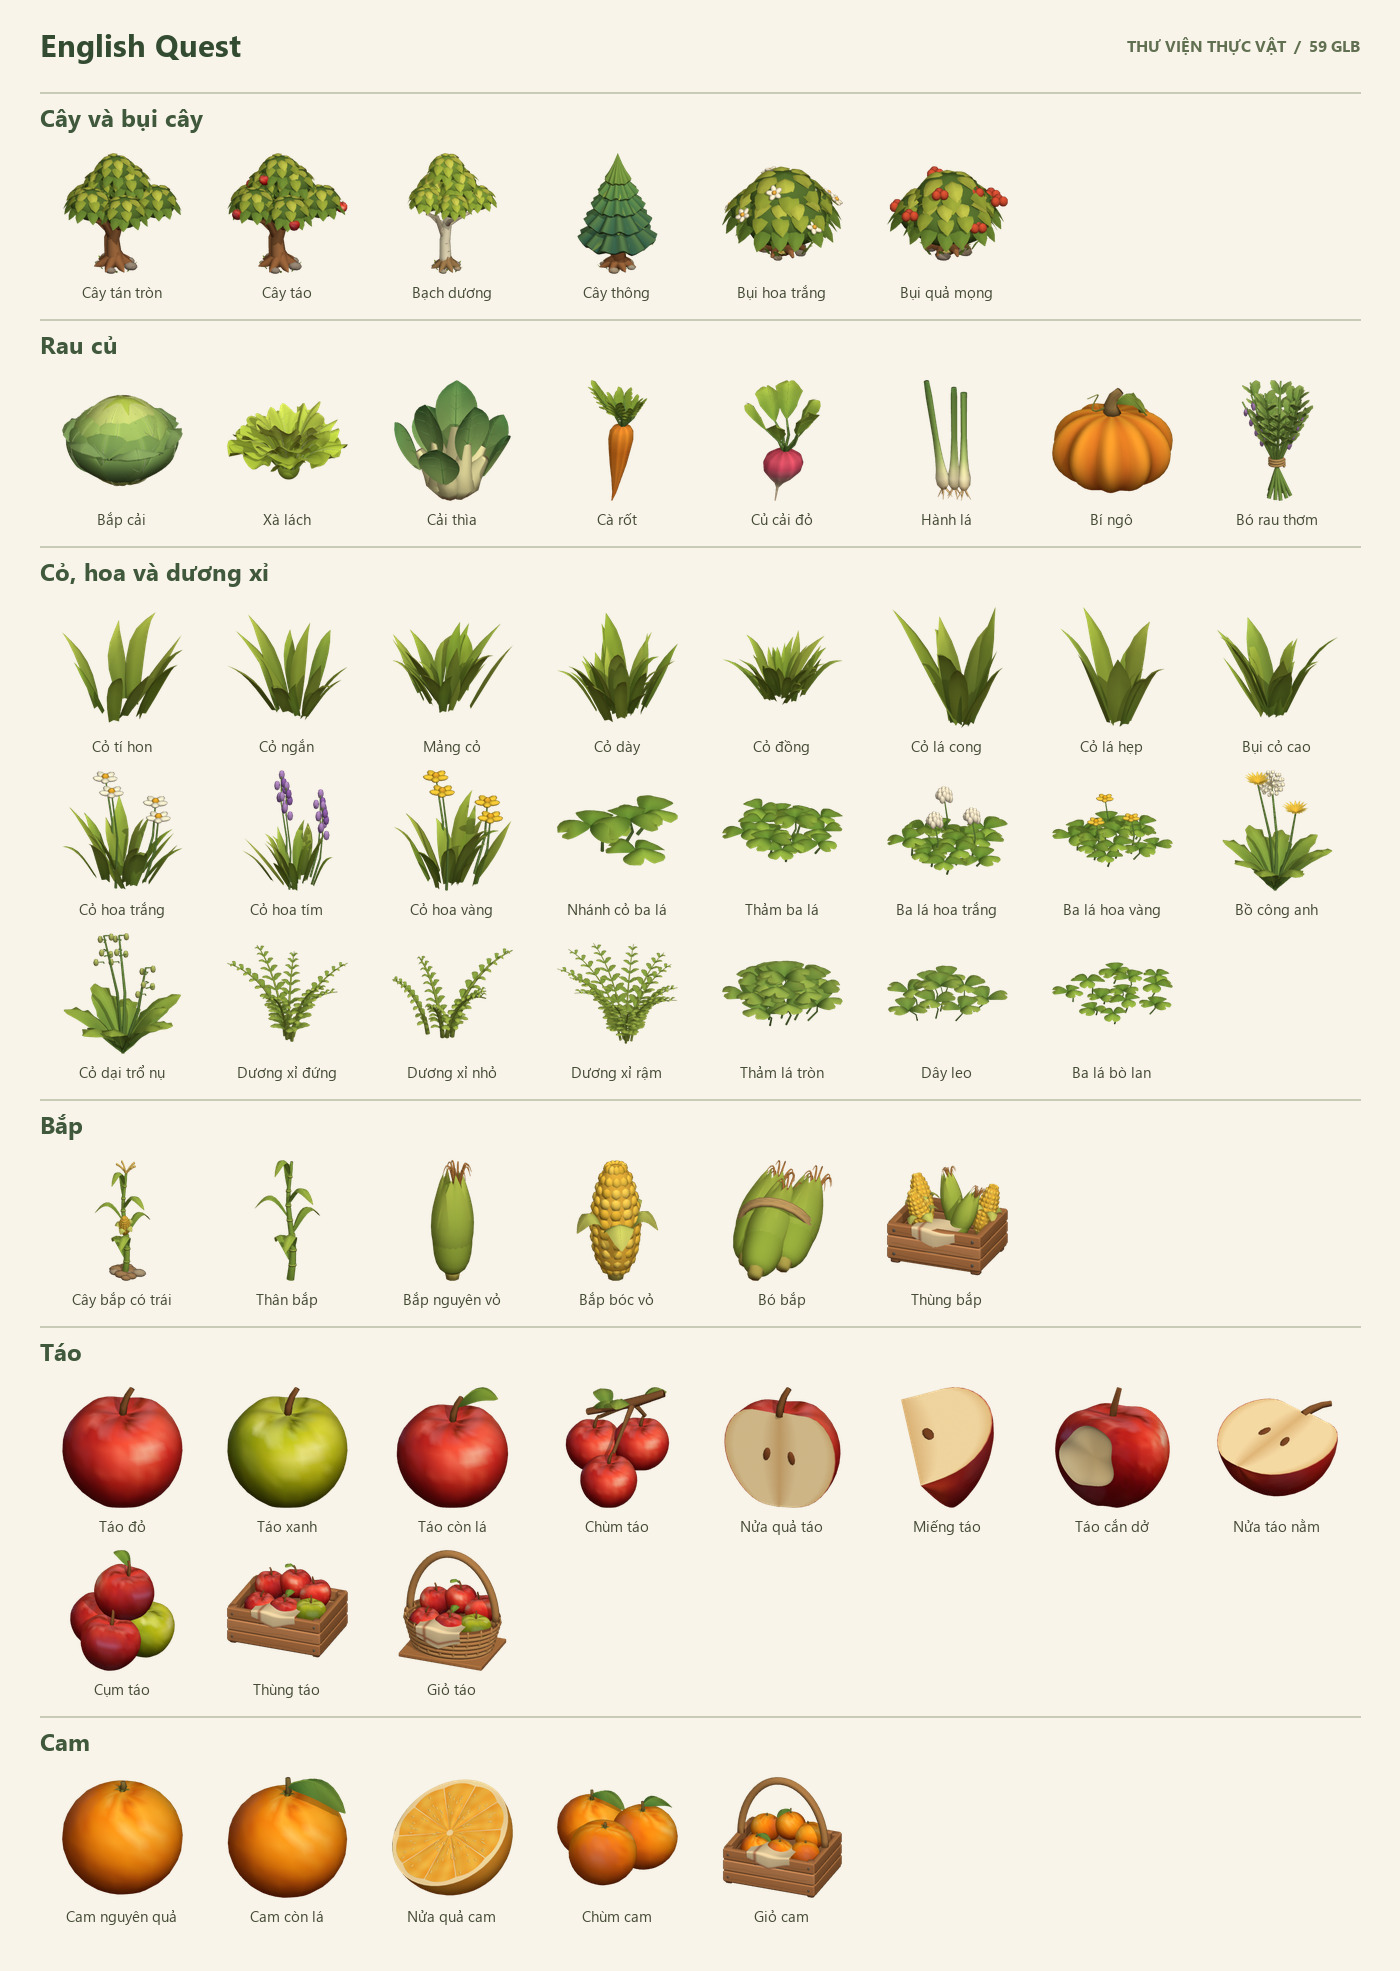 English Quest
THƯ VIỆN THỰC VẬT / 59 GLB
Cây và bụi cây
Cây tán tròn
Cây táo
Bạch dương
Cây thông
Bụi hoa trắng
Bụi quả mọng
Rau củ
Bắp cải
Xà lách
Cải thìa
Cà rốt
Củ cải đỏ
Hành lá
Bí ngô
Bó rau thơm
Cỏ, hoa và dương xỉ
Cỏ tí hon
Cỏ ngắn
Mảng cỏ
Cỏ dày
Cỏ đồng
Cỏ lá cong
Cỏ lá hẹp
Bụi cỏ cao
Cỏ hoa trắng
Cỏ hoa tím
Cỏ hoa vàng
Nhánh cỏ ba lá
Thảm ba lá
Ba lá hoa trắng
Ba lá hoa vàng
Bồ công anh
Cỏ dại trổ nụ
Dương xỉ đứng
Dương xỉ nhỏ
Dương xỉ rậm
Thảm lá tròn
Dây leo
Ba lá bò lan
Bắp
Cây bắp có trái
Thân bắp
Bắp nguyên vỏ
Bắp bóc vỏ
Bó bắp
Thùng bắp
Táo
Táo đỏ
Táo xanh
Táo còn lá
Chùm táo
Nửa quả táo
Miếng táo
Táo cắn dở
Nửa táo nằm
Cụm táo
Thùng táo
Giỏ táo
Cam
Cam nguyên quả
Cam còn lá
Nửa quả cam
Chùm cam
Giỏ cam